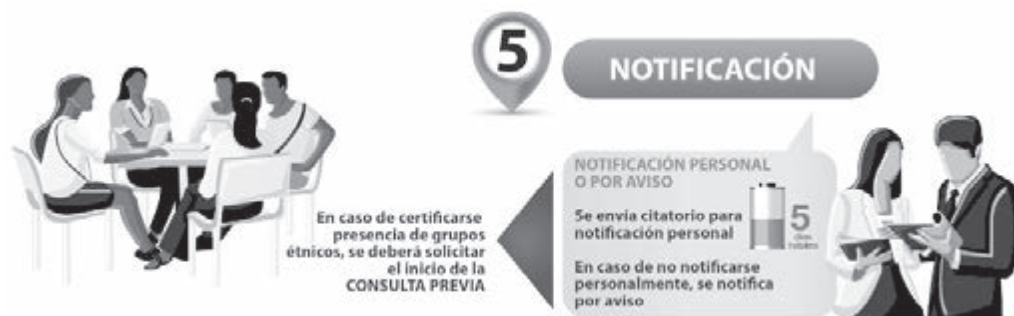 5
NOTIFICACIÓN
NOTIFICACIÓN PERSONAL
O POR AVISO
Se envía citatorio para
notificación personal
5
días
hábiles
En caso de no notificarse
personalmente, se notifica
por aviso
En caso de certificarse
presencia de grupos
étnicos, se deberá solicitar
el inicio de la
CONSULTA PREVIA